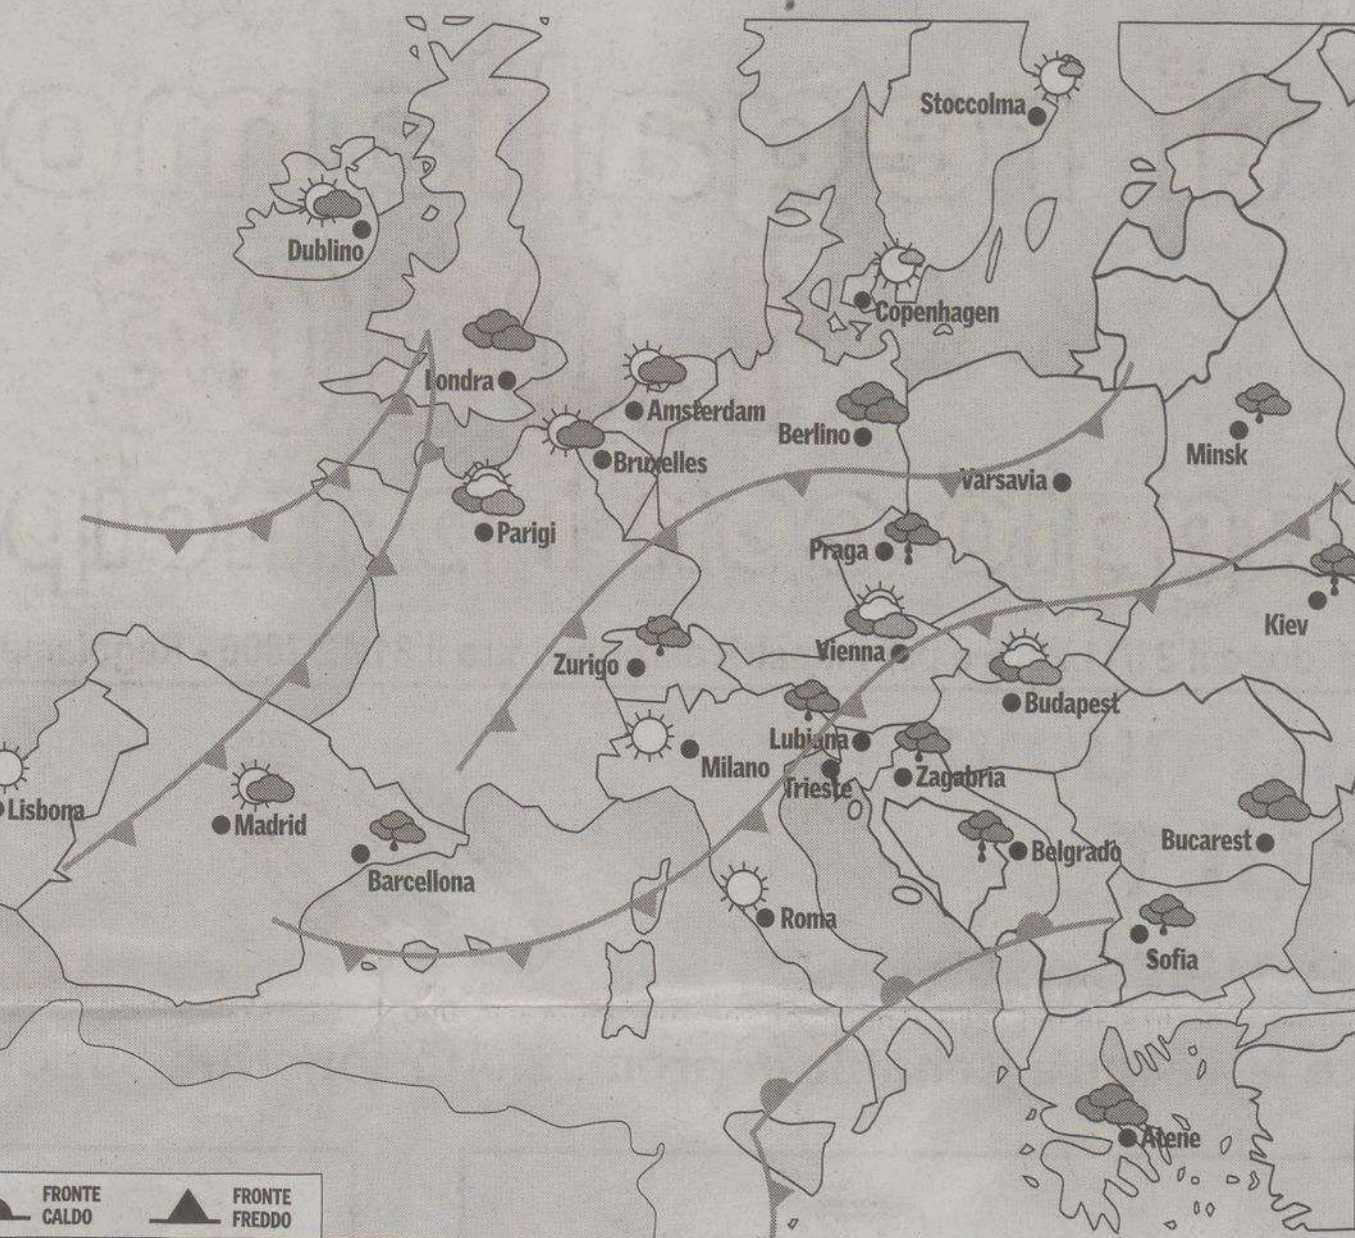 Stoccolma
Dublino
Copenhagen
Londra
Amsterdam
Berlino
Bruxelles
Minsk
Varsavia
Parigi
Praga
Kiev
Vienna
Zurigo
Budapest
Lubiana
Milano
Zagabria
Trieste
Lisbona
Madrid
Bucarest
Belgrado
Barcellona
Roma
Sofia
Atene
FRONTE
CALDO
FRONTE
FREDDO